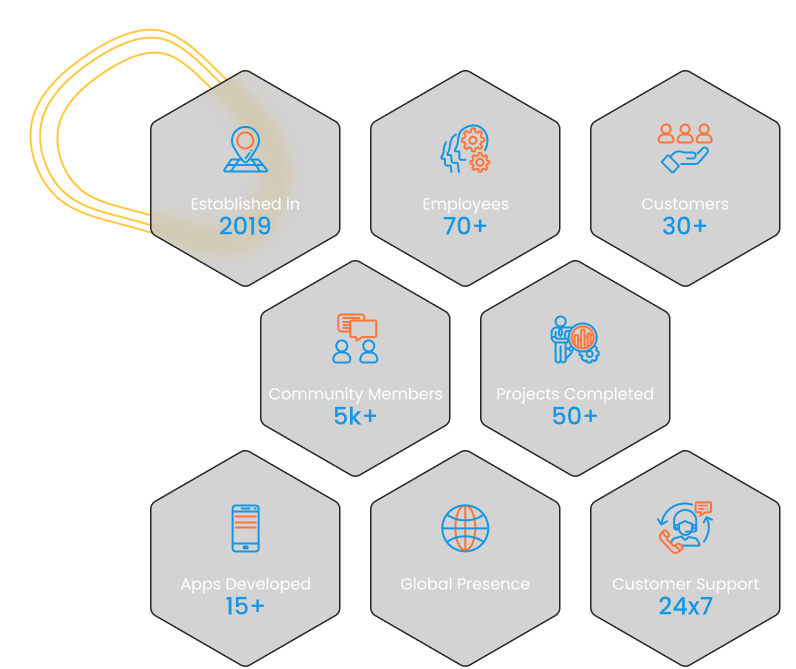 Established in
2019
Employees
70+
Customers
30+
Community Members
5k+
Projects Completed
50+
Apps Developed
15+
Global Presence
Customer Support
24x7